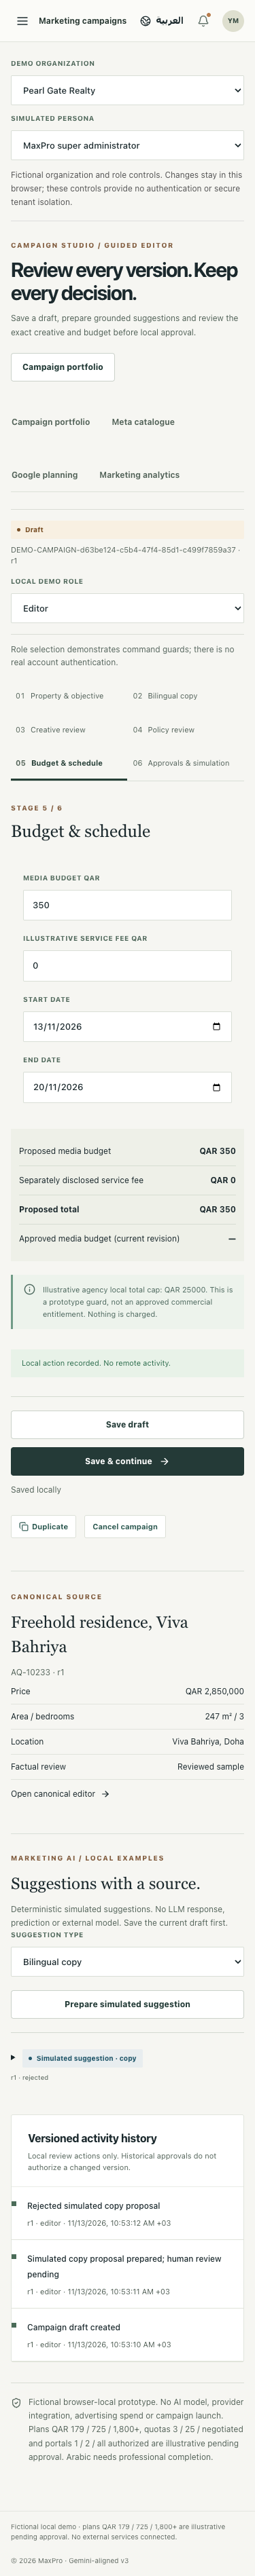 Marketing campaigns
العربية
YM
DEMO ORGANIZATION
Pearl Gate Realty
SIMULATED PERSONA
MaxPro super administrator
Fictional organization and role controls. Changes stay in this
browser; these controls provide no authentication or secure
tenant isolation.
CAMPAIGN STUDIO / GUIDED EDITOR
Review every version. Keep
every decision.
Save a draft, prepare grounded suggestions and review the
exact creative and budget before local approval.
Campaign portfolio
Campaign portfolio Meta catalogue
Google planning Marketing analytics
Draft
DEMO-CAMPAIGN-d63be124-c5b4-47f4-85d1-c499f7859a37 ·
r1
LOCAL DEMO ROLE
Editor
Role selection demonstrates command guards; there is no
real account authentication.
01 Property & objective 02 Bilingual copy
03 Creative review 04 Policy review
05 Budget & schedule 06 Approvals & simulation
STAGE 5 / 6
Budget & schedule
MEDIA BUDGET QAR
350
ILLUSTRATIVE SERVICE FEE QAR
0
START DATE
13/11/2026
END DATE
20/11/2026
Proposed media budget QAR 350
Separately disclosed service fee QAR 0
Proposed total QAR 350
Approved media budget (current revision) —
Illustrative agency local total cap: QAR 25000. This is
a prototype guard, not an approved commercial
entitlement. Nothing is charged.
Local action recorded. No remote activity.
Save draft
Save & continue →
Saved locally
Duplicate Cancel campaign
CANONICAL SOURCE
Freehold residence, Viva
Bahriya
AQ-10233 · r1
Price QAR 2,850,000
Area / bedrooms 247 m² / 3
Location Viva Bahriya, Doha
Factual review Reviewed sample
Open canonical editor →
MARKETING AI / LOCAL EXAMPLES
Suggestions with a source.
Deterministic simulated suggestions. No LLM response,
prediction or external model. Save the current draft first.
SUGGESTION TYPE
Bilingual copy
Prepare simulated suggestion
Simulated suggestion · copy
r1 · rejected
Versioned activity history
Local review actions only. Historical approvals do not
authorize a changed version.
Rejected simulated copy proposal
r1 · editor · 11/13/2026, 10:53:12 AM +03
Simulated copy proposal prepared; human review
pending
r1 · editor · 11/13/2026, 10:53:11 AM +03
Campaign draft created
r1 · editor · 11/13/2026, 10:53:10 AM +03
Fictional browser-local prototype. No AI model, provider
integration, advertising spend or campaign launch.
Plans QAR 179 / 725 / 1,800+, quotas 3 / 25 / negotiated
and portals 1 / 2 / all authorized are illustrative pending
approval. Arabic needs professional completion.
Fictional local demo · plans QAR 179 / 725 / 1,800+ are illustrative
pending approval. No external services connected.
© 2026 MaxPro · Gemini-aligned v3